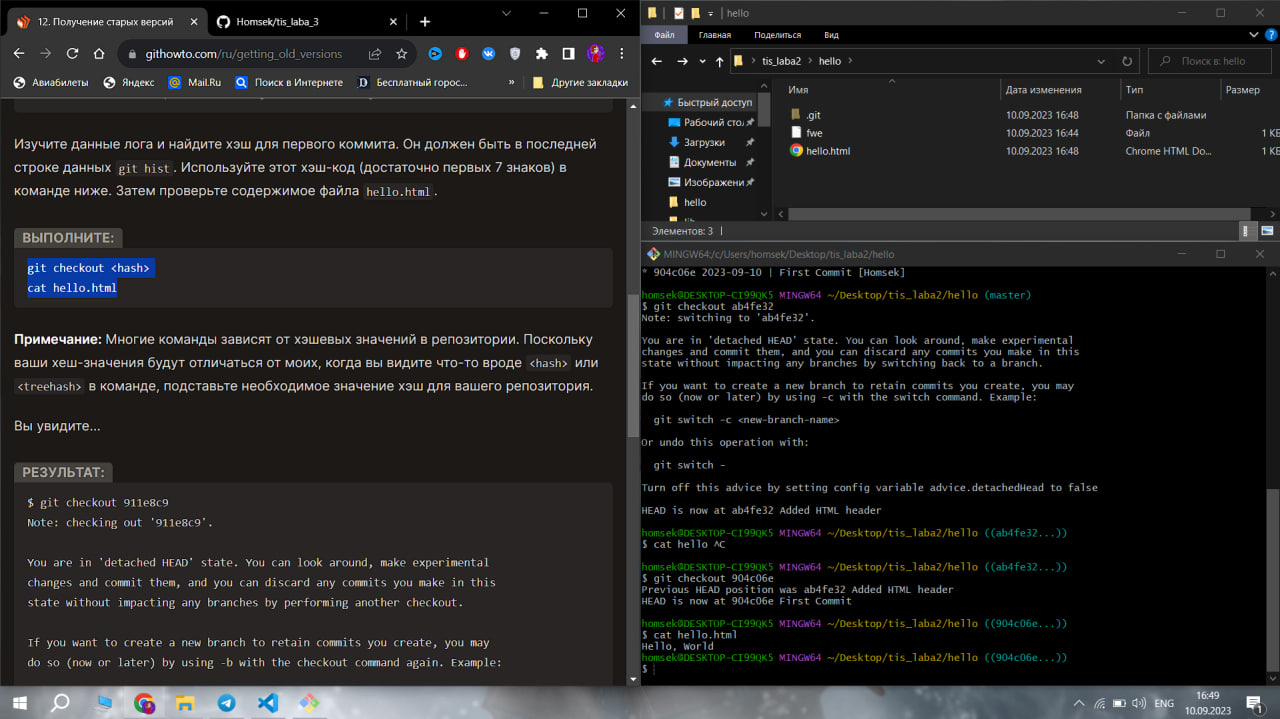 12. Получение старых версий
Homsek/tis_laba_3
githowto.com/ru/getting_old_versions
Авиабилеты
Яндекс
Mail.Ru
Поиск в Интернете
Бесплатный горос...
»
Другие закладки
Изучите данные лога и найдите хэш для первого коммита. Он должен быть в последней
строке данных git hist. Используйте этот хэш-код (достаточно первых 7 знаков) в
команде ниже. Затем проверьте содержимое файла hello.html.
ВЫПОЛНИТЕ:
git checkout <hash>
cat hello.html
Примечание: Многие команды зависят от хэшевых значений в репозитории. Поскольку
ваши хеш-значения будут отличаться от моих, когда вы видите что-то вроде <hash> или
<treehash> в команде, подставьте необходимое значение хэш для вашего репозитория.
Вы увидите...
РЕЗУЛЬТАТ:
$ git checkout 911e8c9
Note: checking out '911e8c9'.
You are in 'detached HEAD' state. You can look around, make experimental
changes and commit them, and you can discard any commits you make in this
state without impacting any branches by performing another checkout.
If you want to create a new branch to retain commits you create, you may
do so (now or later) by using -b with the checkout command again. Example:
hello
Файл
Главная
Поделиться
Вид
tis_laba2 > hello >
Поиск в: hello
Быстрый доступ
Рабочий стол
Загрузки
Документы
Изображени
hello
Имя
Дата изменения
Тип
Размер
.git
10.09.2023 16:48
Папка с файлами
fwe
10.09.2023 16:44
Файл
1 КБ
hello.html
10.09.2023 16:48
Chrome HTML Do...
1 КБ
Элементов: 3
MINGW64:/c/Users/homsek/Desktop/tis_laba2/hello
* 904c06e 2023-09-10 | First Commit [Homsek]
homsek@DESKTOP-CI99QK5 MINGW64 ~/Desktop/tis_laba2/hello (master)
$ git checkout ab4fe32
Note: switching to 'ab4fe32'.
You are in 'detached HEAD' state. You can look around, make experimental
changes and commit them, and you can discard any commits you make in this
state without impacting any branches by switching back to a branch.
If you want to create a new branch to retain commits you create, you may
do so (now or later) by using -c with the switch command. Example:
git switch -c <new-branch-name>
Or undo this operation with:
git switch -
Turn off this advice by setting config variable advice.detachedHead to false
HEAD is now at ab4fe32 Added HTML header
homsek@DESKTOP-CI99QK5 MINGW64 ~/Desktop/tis_laba2/hello ((ab4fe32...))
$ cat hello ^C
homsek@DESKTOP-CI99QK5 MINGW64 ~/Desktop/tis_laba2/hello ((ab4fe32...))
$ git checkout 904c06e
Previous HEAD position was ab4fe32 Added HTML header
HEAD is now at 904c06e First Commit
homsek@DESKTOP-CI99QK5 MINGW64 ~/Desktop/tis_laba2/hello ((904c06e...))
$ cat hello.html
Hello, World
homsek@DESKTOP-CI99QK5 MINGW64 ~/Desktop/tis_laba2/hello ((904c06e...))
$
ENG
16:49
10.09.2023
1